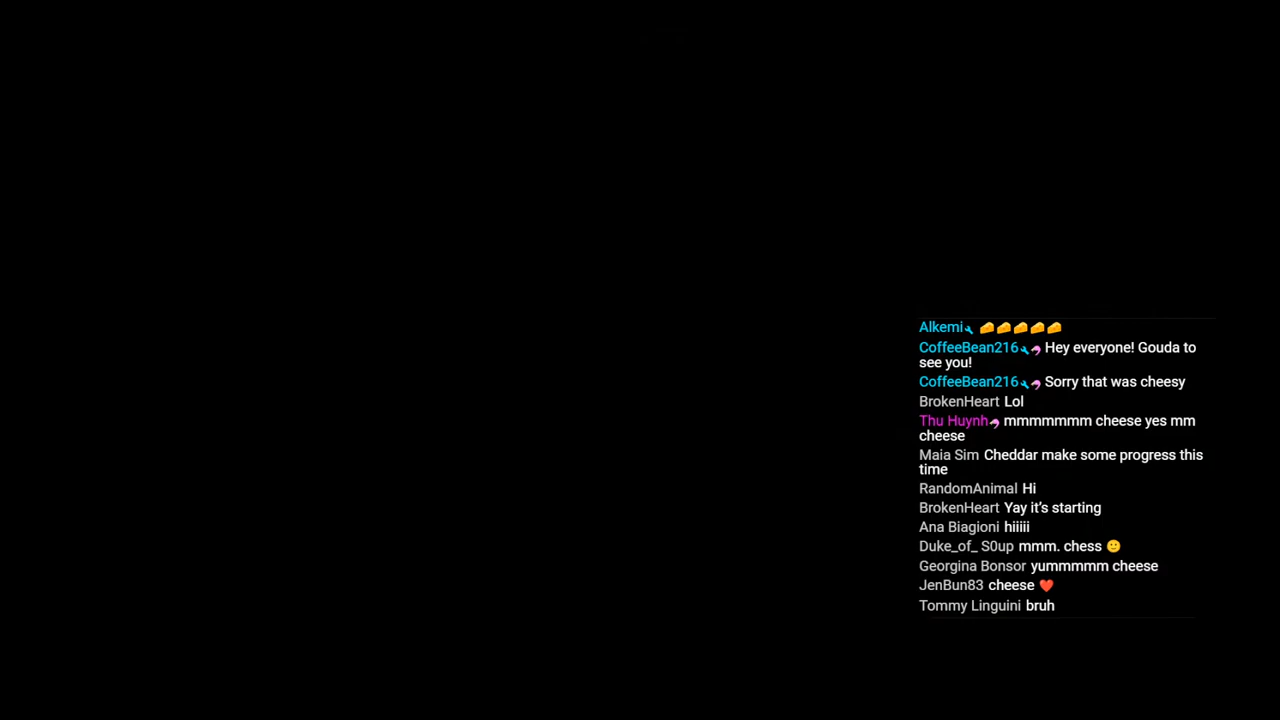 Alkemi 🧀🧀🧀🧀🧀
CoffeeBean216 Hey everyone! Gouda to
see you!
CoffeeBean216 Sorry that was cheesy
BrokenHeart Lol
Thu Huynh mmmmmmm cheese yes mm
cheese
Maia Sim Cheddar make some progress this
time
RandomAnimal Hi
BrokenHeart Yay it’s starting
Ana Biagioni hiiiii
Duke_of_ S0up mmm. chess 🙂
Georgina Bonsor yummmmm cheese
JenBun83 cheese ❤️
Tommy Linguini bruh